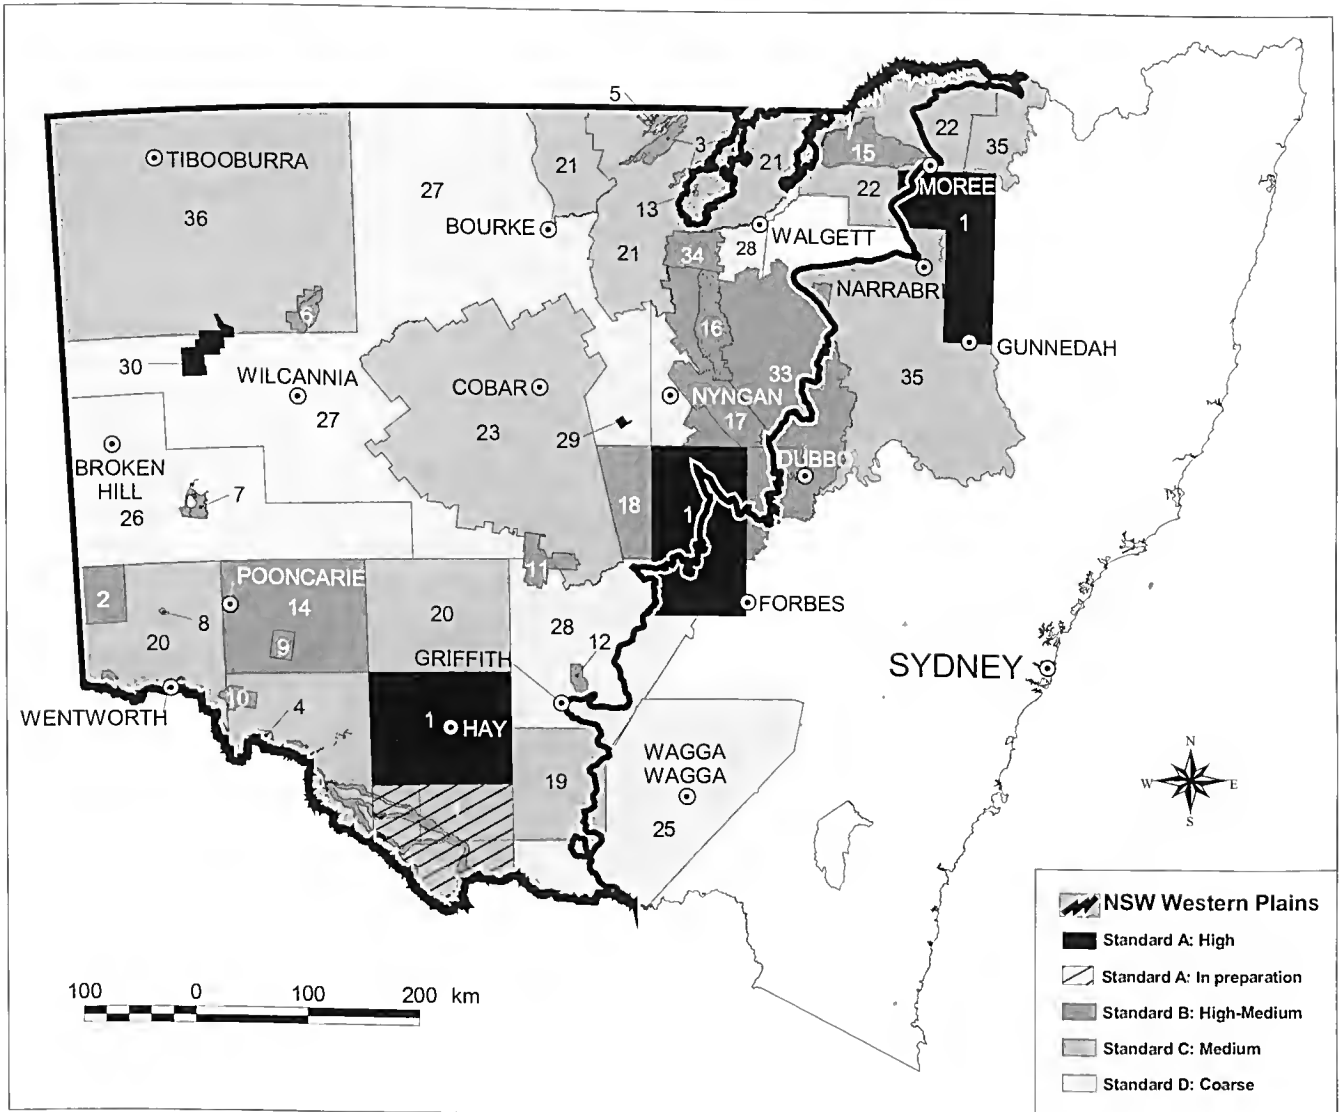 5
22
3
35
TIBOOBURRA
21
21
15
27
22
MOREE
36
13
1
BOURKE
WALGETT
21
34
28
NARRABRI
6
16
GUNNEDAH
30
WILCANNIA
33
35
COBAR
NYNGAN
27
17
23
29
BROKEN
HILL
DUBBO
7
26
18
1
11
POONCARIE
2
14
20
FORBES
8
28
20
9
12
GRIFFITH
SYDNEY
10
4
WENTWORTH
1
HAY
WAGGA
WAGGA
19
25
N
W
E
S
NSW Western Plains
Standard A: High
Standard A: In preparation
Standard B: High-Medium
Standard C: Medium
Standard D: Coarse
100 0 100 200 km